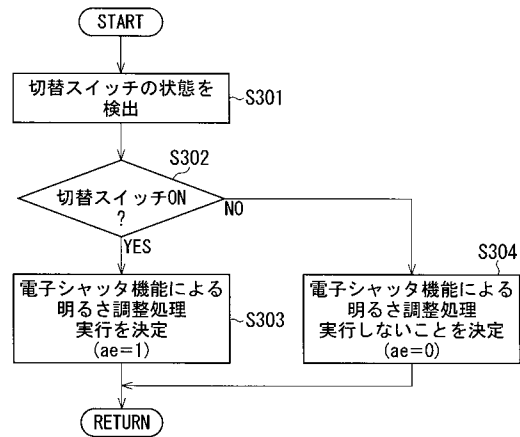 START
切替スイッチの状態を
検出
S301
S302
切替スイッチON
?
NO
YES
電子シャッタ機能による
明るさ調整処理
実行を決定
(ae=1)
S303
S304
電子シャッタ機能による
明るさ調整処理
実行しないことを決定
(ae=0)
RETURN